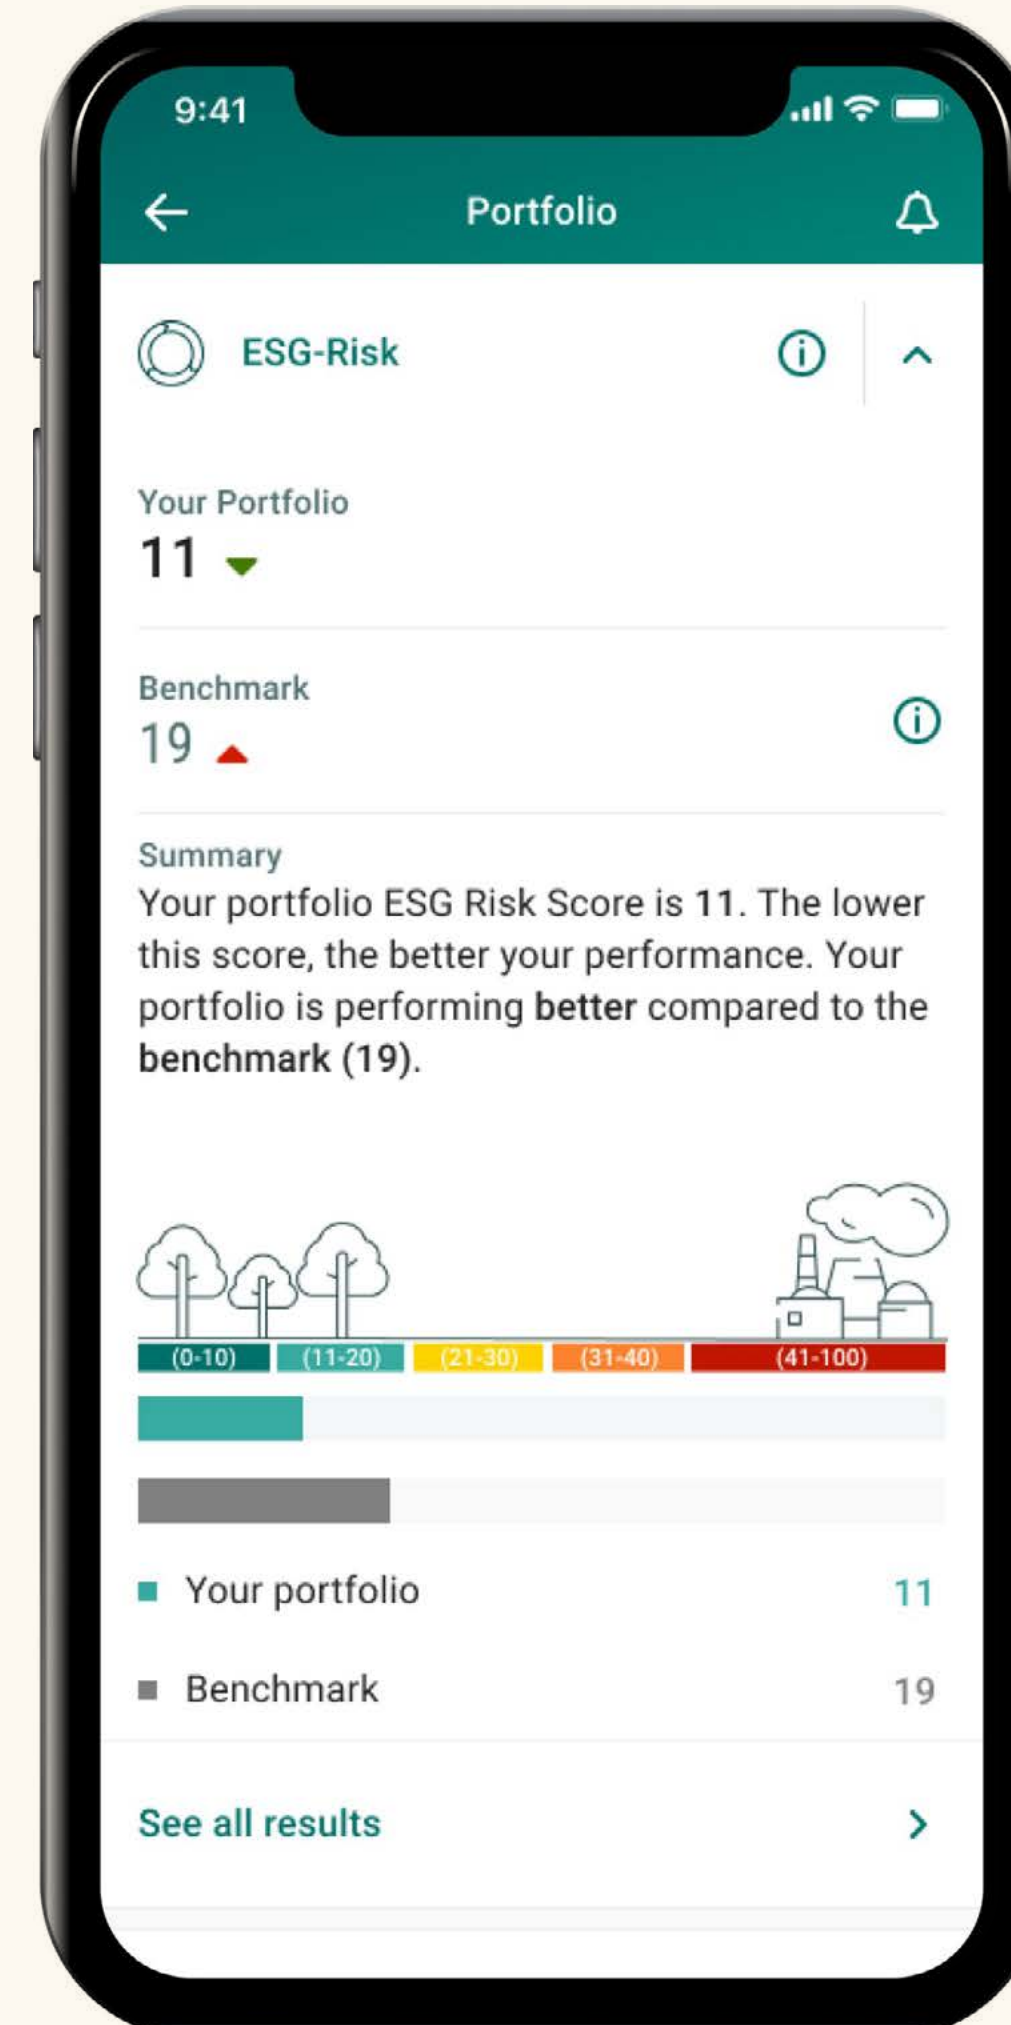 9:41
Portfolio
ESG-Risk
Your Portfolio
11
Benchmark
19
Summary
Your portfolio ESG Risk Score is 11. The lower
this score, the better your performance. Your
portfolio is performing better compared to the
benchmark (19).
(0-10) (11-20) (21-30) (31-40) (41-100)
Your portfolio 11
Benchmark 19
See all results